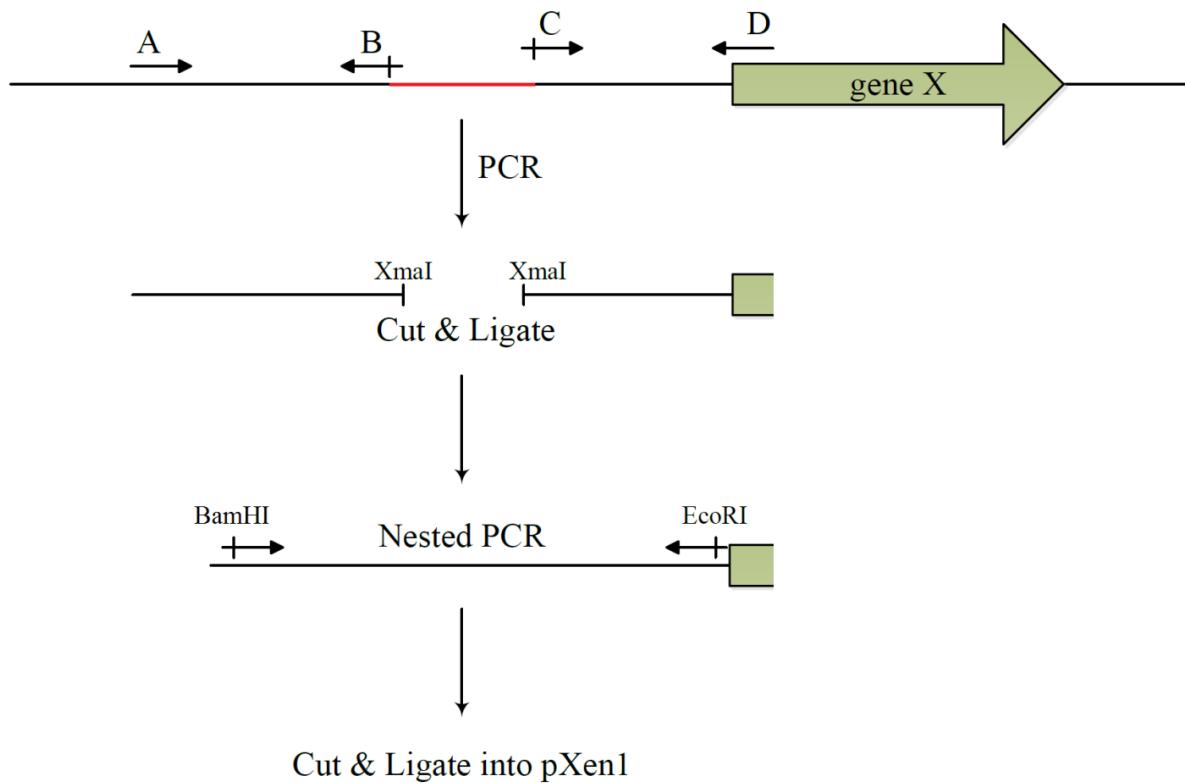 A B C D
gene X
PCR
XmaI XmaI
Cut & Ligate
BamHI EcoRI
Nested PCR
Cut & Ligate into pXen1